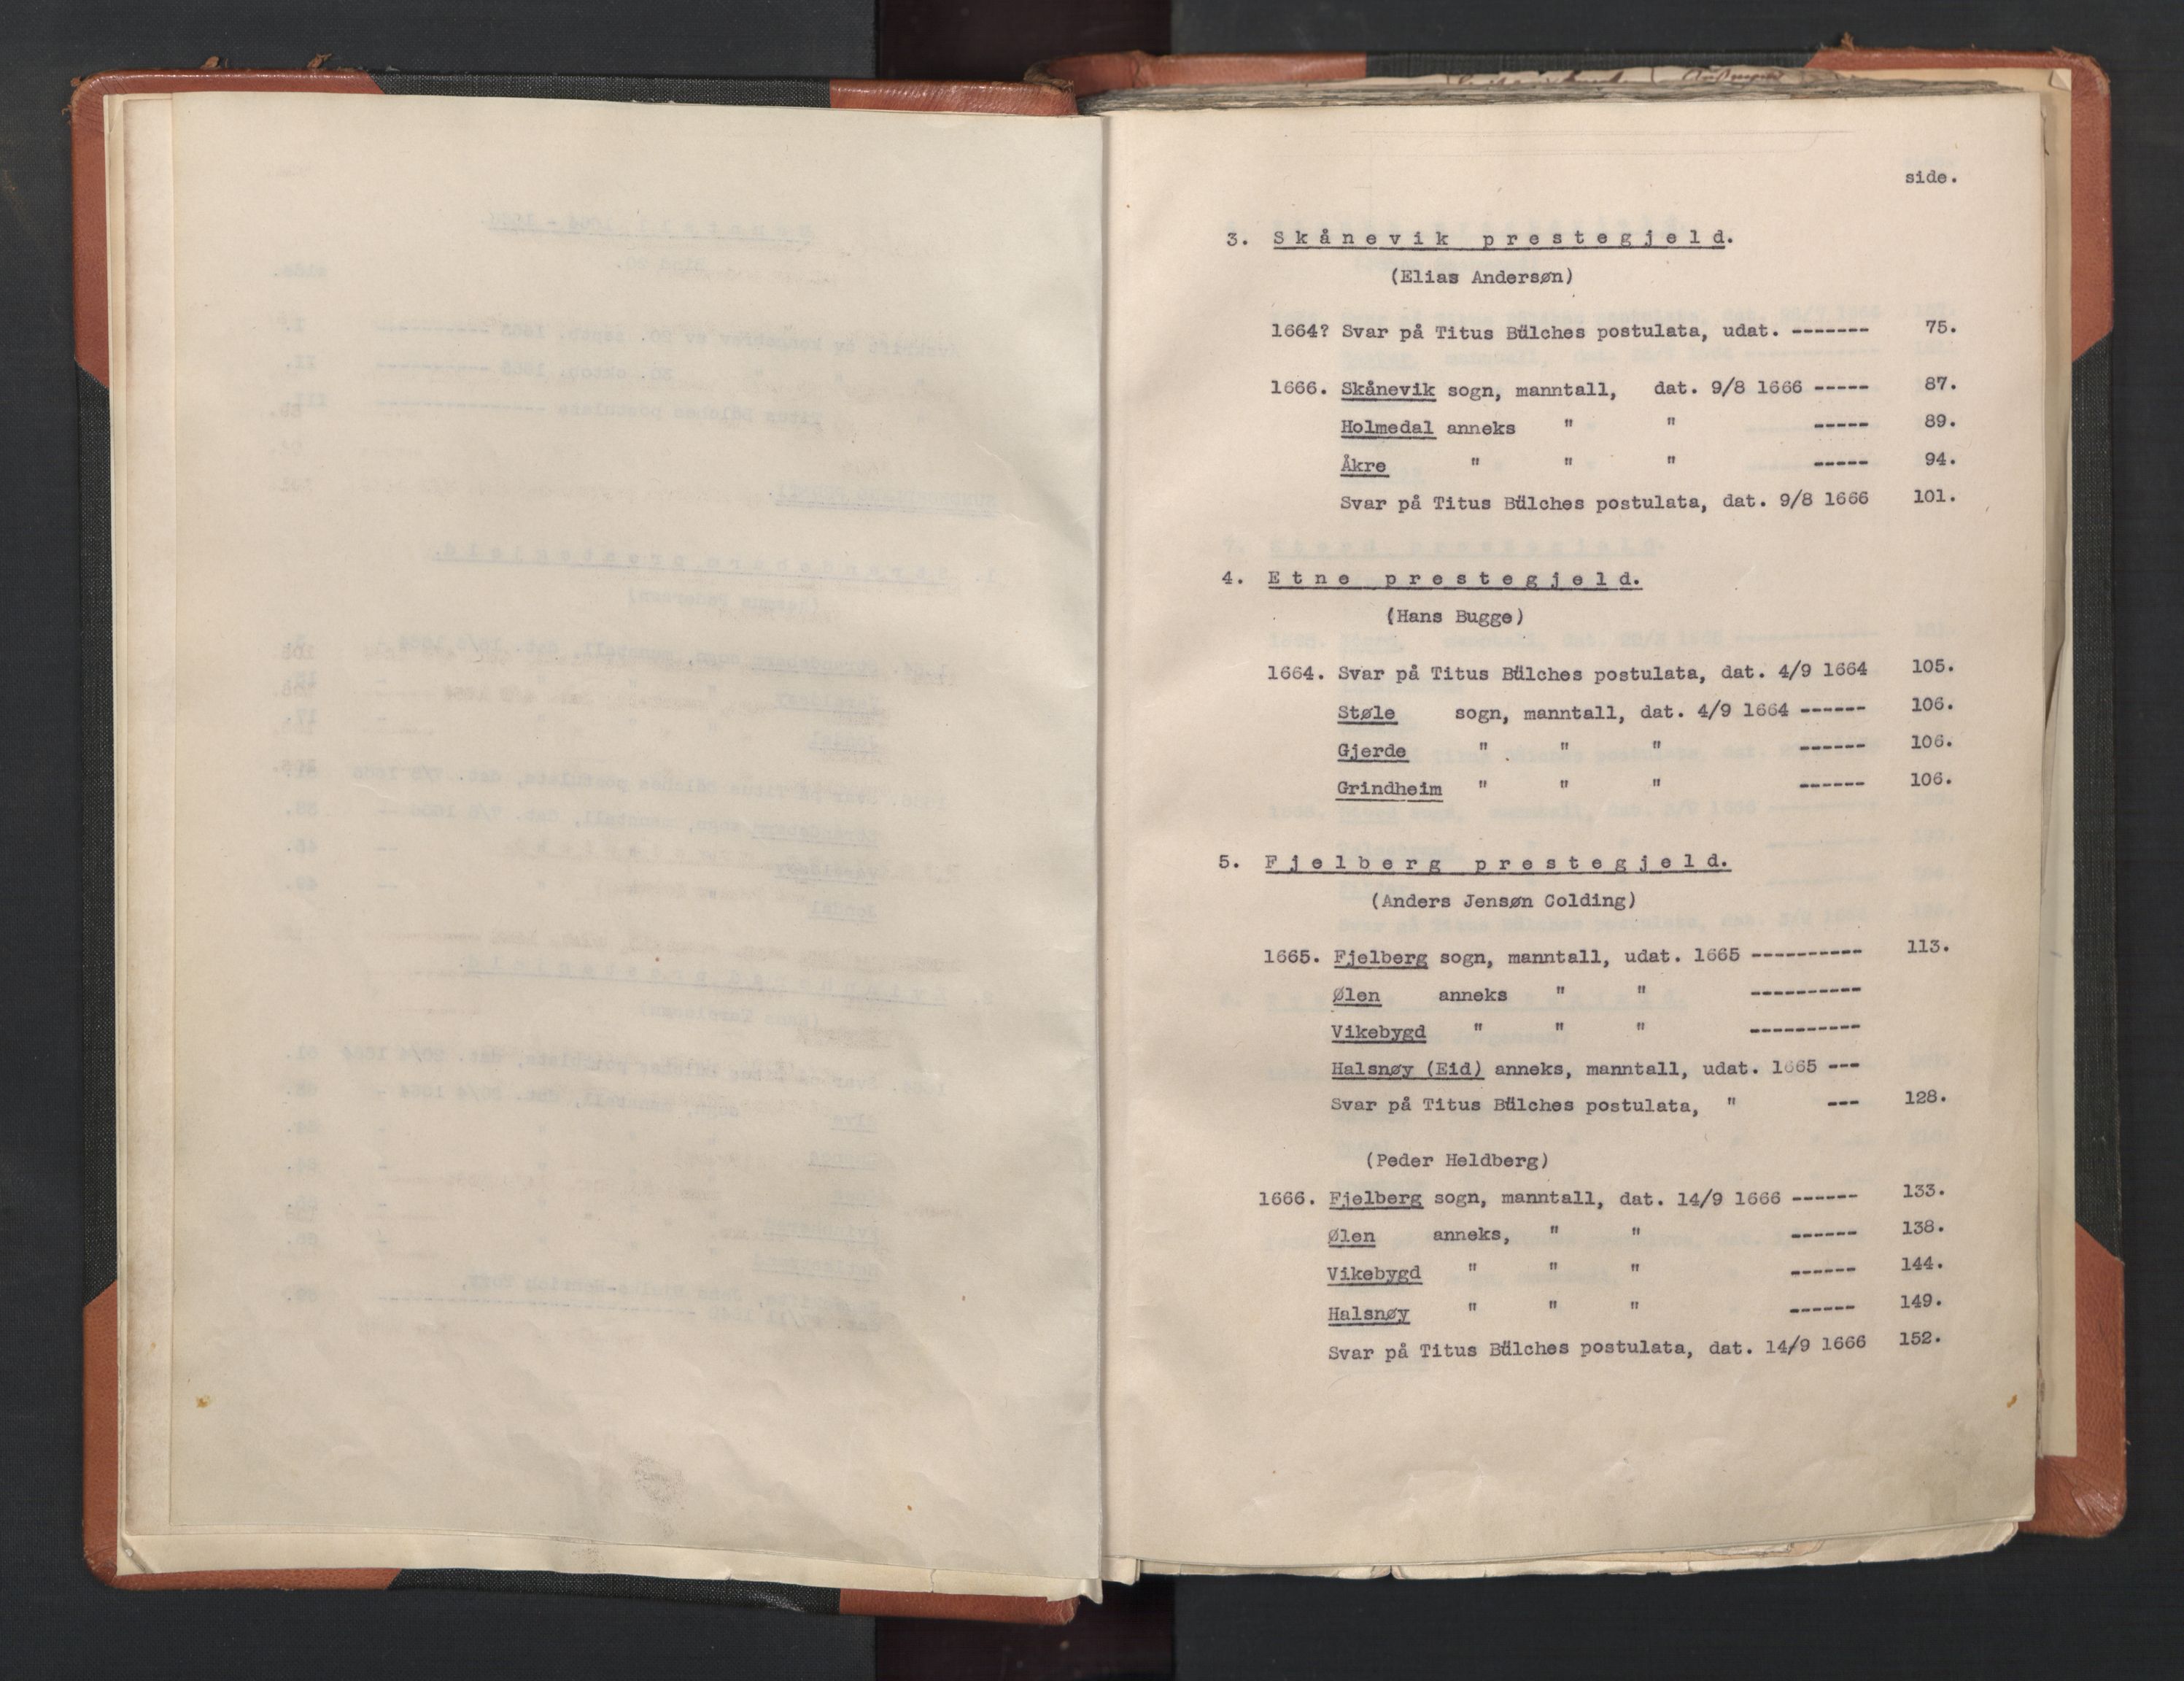 side.
3. Skånevik prestegjeld.
(Elias Andersøn)
1664? Svar på Titus Bülches postulata, udat. ------- 75.
1666. Skånevik sogn, manntall, dat. 9/8 1666 ----- 87.
Holmedal anneks " " ----- 89.
Åkre " " " ----- 94.
Svar på Titus Bülches postulata, dat. 9/8 1666 101.
4. Etne prestegjeld.
(Hans Bugge)
1664. Svar på Titus Bülches postulata, dat. 4/9 1664 105.
Støle sogn, manntall, dat. 4/9 1664 ------ 106.
Gjerde " " " ------ 106.
Grindheim " " " ------ 106.
5. Fjelberg prestegjeld.
(Anders Jensøn Colding)
1665. Fjelberg sogn, manntall, udat. 1665 ---------- 113.
Ølen anneks " " ----------
Vikebygd " " " ----------
Halsnøy (Eid) anneks, manntall, udat. 1665 ---
Svar på Titus Bülches postulata, " --- 128.
(Peder Heldberg)
1666. Fjelberg sogn, manntall, dat. 14/9 1666 ------ 133.
Ølen anneks, " " ------ 138.
Vikebygd " " " ------ 144.
Halsnøy " " " ------ 149.
Svar på Titus Bülches postulata, dat. 14/9 1666 152.